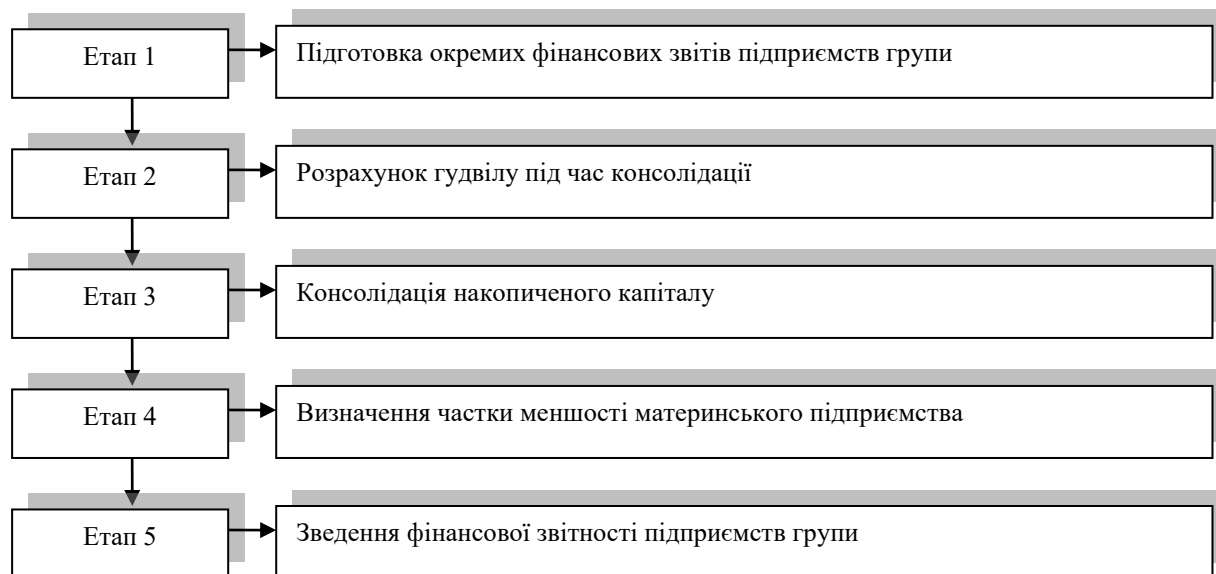 Етап 1
Підготовка окремих фінансових звітів підприємств групи
Етап 2
Розрахунок гудвілу під час консолідації
Етап 3
Консолідація накопиченого капіталу
Етап 4
Визначення частки меншості материнського підприємства
Етап 5
Зведення фінансової звітності підприємств групи